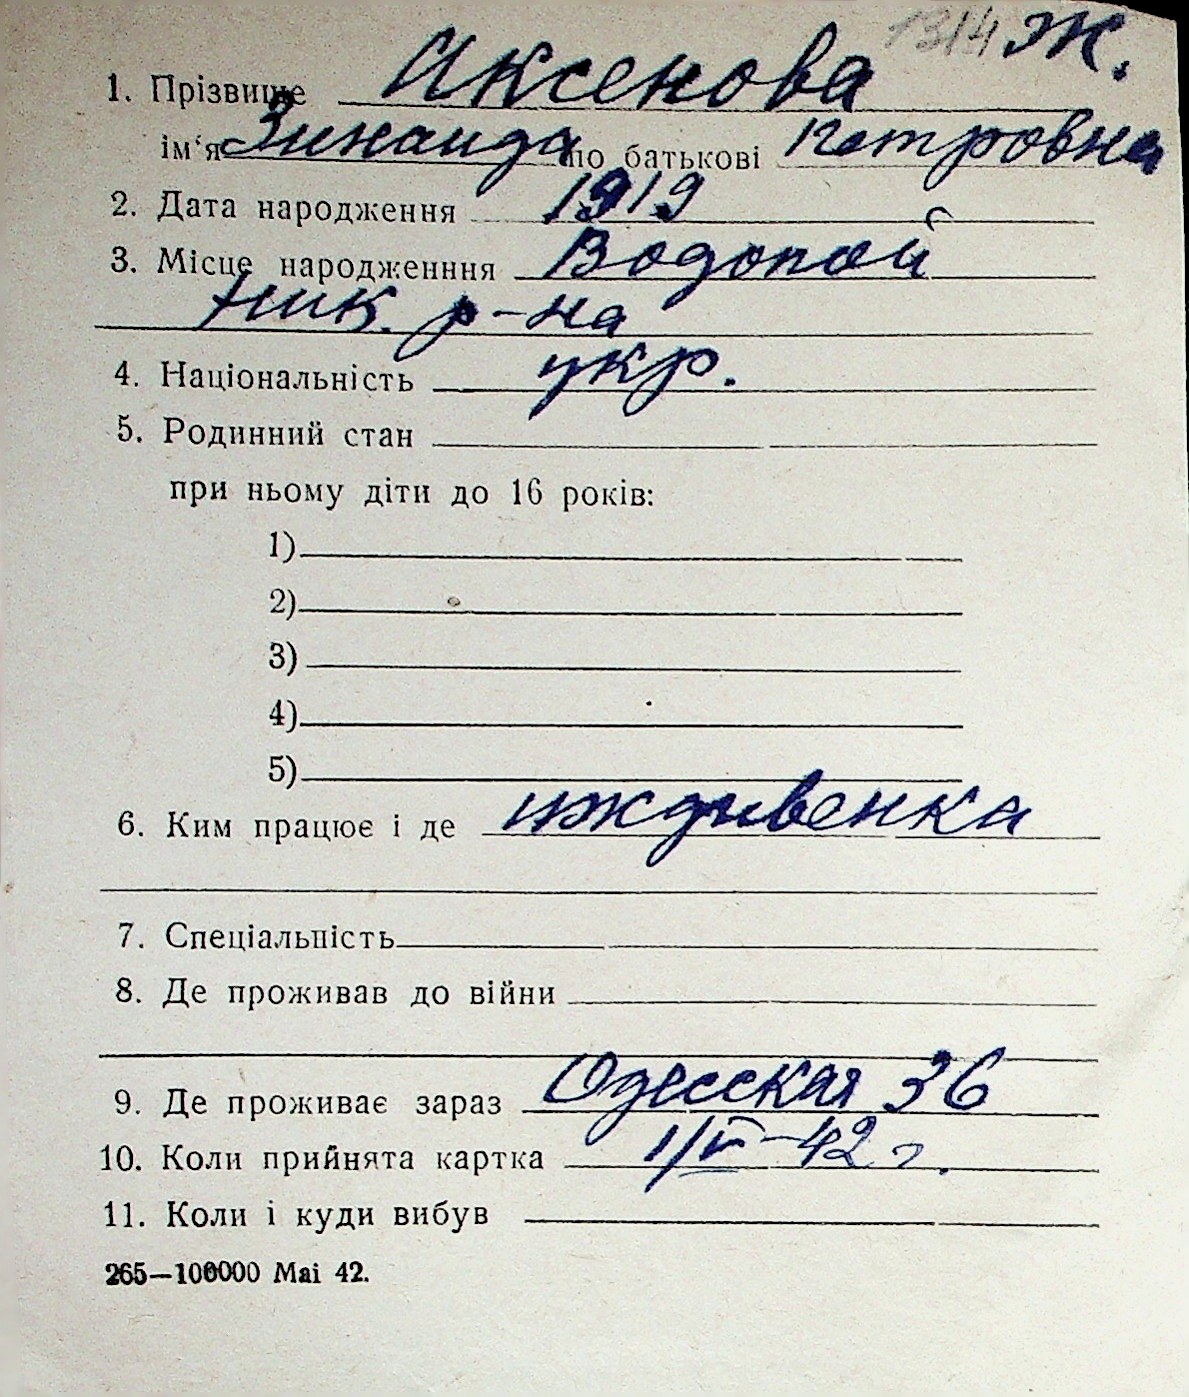 1314 Ж.
1. Прізвище Аксенова
ім'я Зинаида по батькові Петровна
2. Дата народження 1919
3. Місце народженння Водопой
Ник. р-на
4. Національність укр.
5. Родинний стан
при ньому діти до 16 років:
1)
2)
3)
4)
5)
6. Ким працює і де иждивенка
7. Спеціальність
8. Де проживав до війни
9. Де проживає зараз Одесская 36
10. Коли прийнята картка 1/VI-42 г.
11. Коли і куди вибув
265—100000 Mai 42.